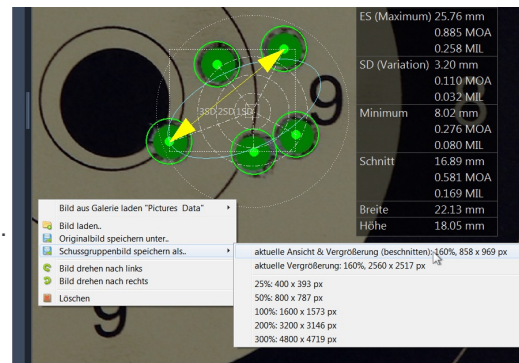 ES (Maximum) 25.76 mm
0.885 MOA
0.258 MIL
SD (Variation) 3.20 mm
0.110 MOA
0.032 MIL
Minimum 8.02 mm
0.276 MOA
0.080 MIL
Schnitt 16.89 mm
0.581 MOA
0.169 MIL
Breite 22.13 mm
Höhe 18.05 mm
9
8
3SD 2SD 1SD
Bild aus Galerie laden "Pictures Data"
Bild laden..
Originalbild speichern unter..
Schussgruppenbild speichern als..
Bild drehen nach links
Bild drehen nach rechts
Löschen
aktuelle Ansicht & Vergrößerung (beschnitten): 160%, 858 x 969 px
aktuelle Vergrößerung: 160%, 2560 x 2517 px
25%: 400 x 393 px
50%: 800 x 787 px
100%: 1600 x 1573 px
200%: 3200 x 3146 px
300%: 4800 x 4719 px
9